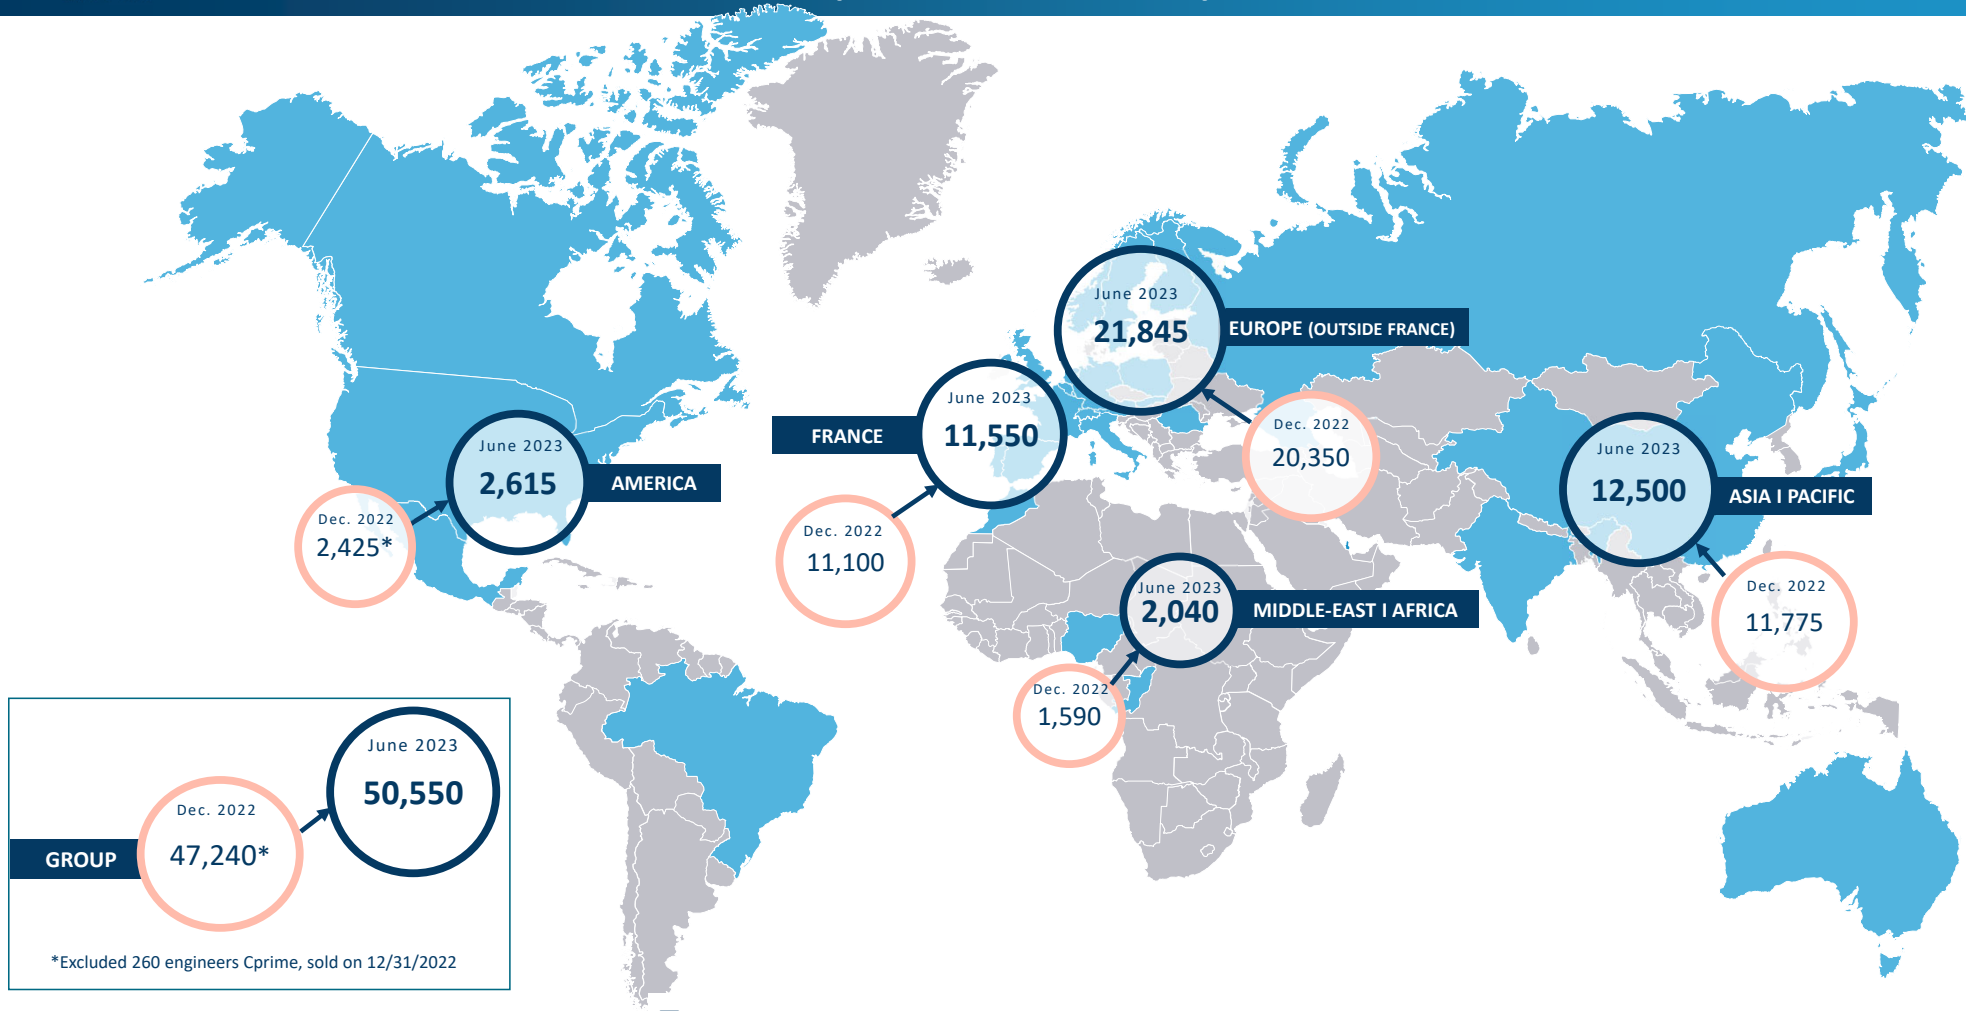 June 2023
21,845
EUROPE (OUTSIDE FRANCE)
June 2023
11,550
FRANCE
Dec. 2022
20,350
June 2023
2,615
AMERICA
June 2023
12,500
ASIA I PACIFIC
Dec. 2022
2,425*
Dec. 2022
11,100
June 2023
2,040
MIDDLE-EAST I AFRICA
Dec. 2022
11,775
Dec. 2022
1,590
June 2023
50,550
Dec. 2022
47,240*
GROUP
*Excluded 260 engineers Cprime, sold on 12/31/2022